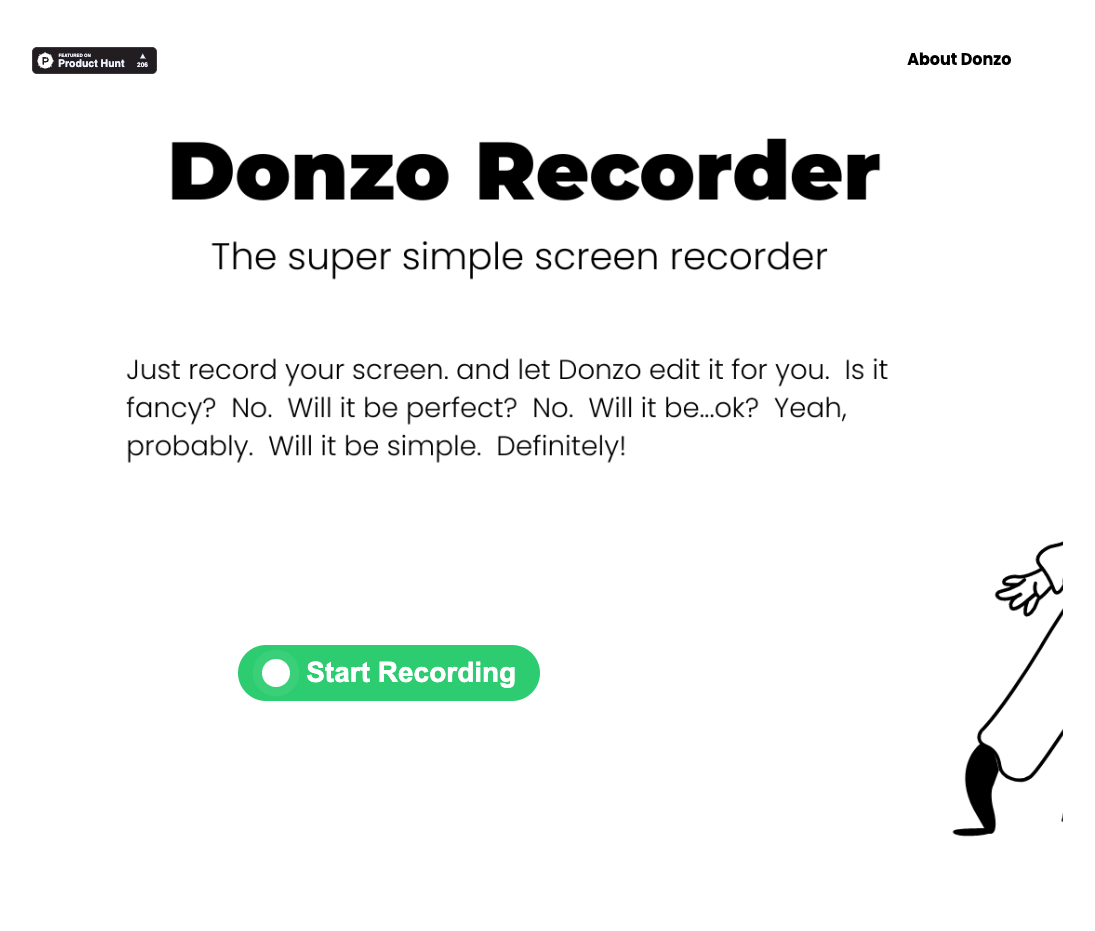 FEATURED ON
Product Hunt
206
About Donzo
Donzo Recorder
The super simple screen recorder
Just record your screen. and let Donzo edit it for you.  Is it
fancy?  No.  Will it be perfect?  No.  Will it be...ok?  Yeah,
probably.  Will it be simple.  Definitely!
Start Recording